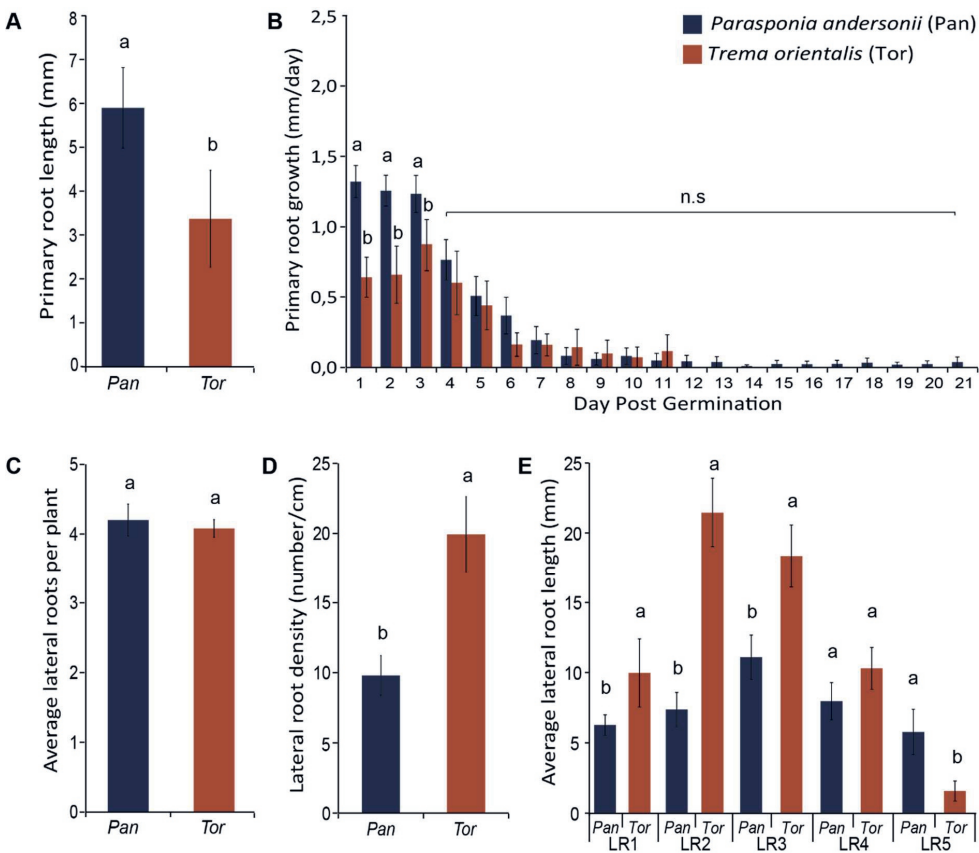 A
Primary root length (mm)
8
7
6
5
4
3
2
1
0
a
b
Pan
Tor
B
Primary root growth (mm/day)
2,5
2,0
1,5
1,0
0,5
0,0
Parasponia andersonii (Pan)
Trema orientalis (Tor)
a
a
a
b
b
b
n.s
1 2 3 4 5 6 7 8 9 10 11 12 13 14 15 16 17 18 19 20 21
Day Post Germination
C
Average lateral roots per plant
5
4
3
2
1
0
a
a
Pan
Tor
D
Lateral root density (number/cm)
25
20
15
10
5
0
b
a
Pan
Tor
E
Average lateral root length (mm)
25
20
15
10
5
0
b a b a b a a a a b
Pan Tor Pan Tor Pan Tor Pan Tor Pan Tor
LR1 LR2 LR3 LR4 LR5